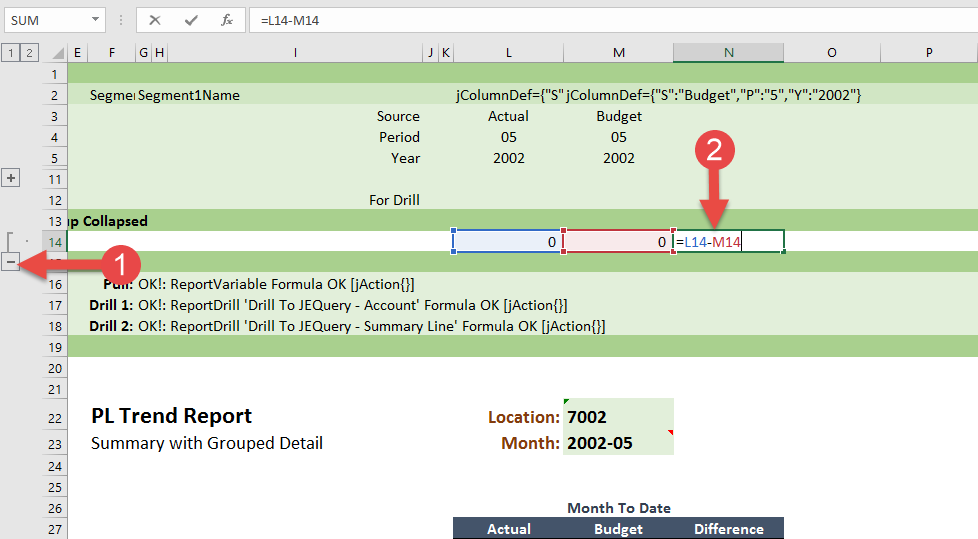 SUM =L14-M14
1 2 E F G H I J K L M N O P
1
2 Segme Segment1Name jColumnDef={"S" jColumnDef={"S":"Budget","P":"5","Y":"2002"}
3 Source Actual Budget
4 Period 05 05
5 Year 2002 2002
11
12 For Drill
13 up Collapsed
14 0 0 =L14-M14
16 Pull: OK!: ReportVariable Formula OK [jAction{}]
17 Drill 1: OK!: ReportDrill 'Drill To JEQuery - Account' Formula OK [jAction{}]
18 Drill 2: OK!: ReportDrill 'Drill To JEQuery - Summary Line' Formula OK [jAction{}]
19
20
21
22 PL Trend Report Location: 7002
23 Summary with Grouped Detail Month: 2002-05
24
25
26 Month To Date
27 Actual Budget Difference
1
2